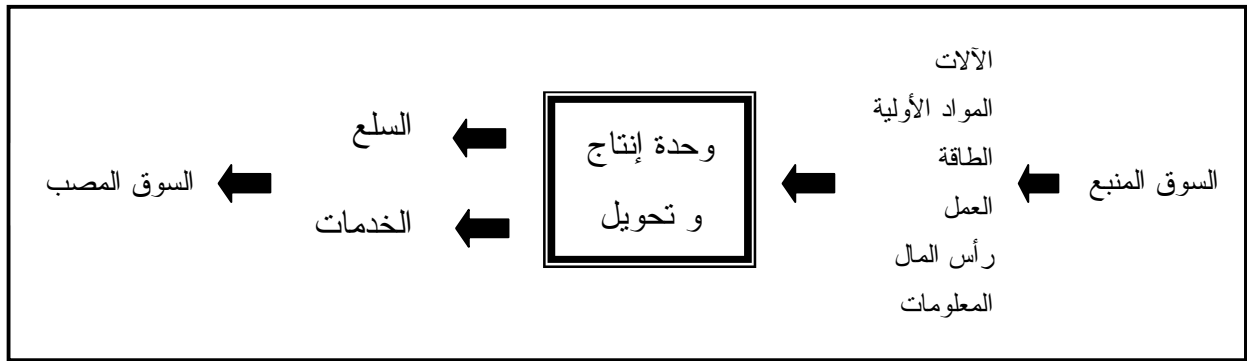 السوق المنبع
الآلات
المواد الأولية
الطاقة
العمل
رأس المال
المعلومات
وحدة إنتاج
و تحويل
السلع
الخدمات
السوق المصب